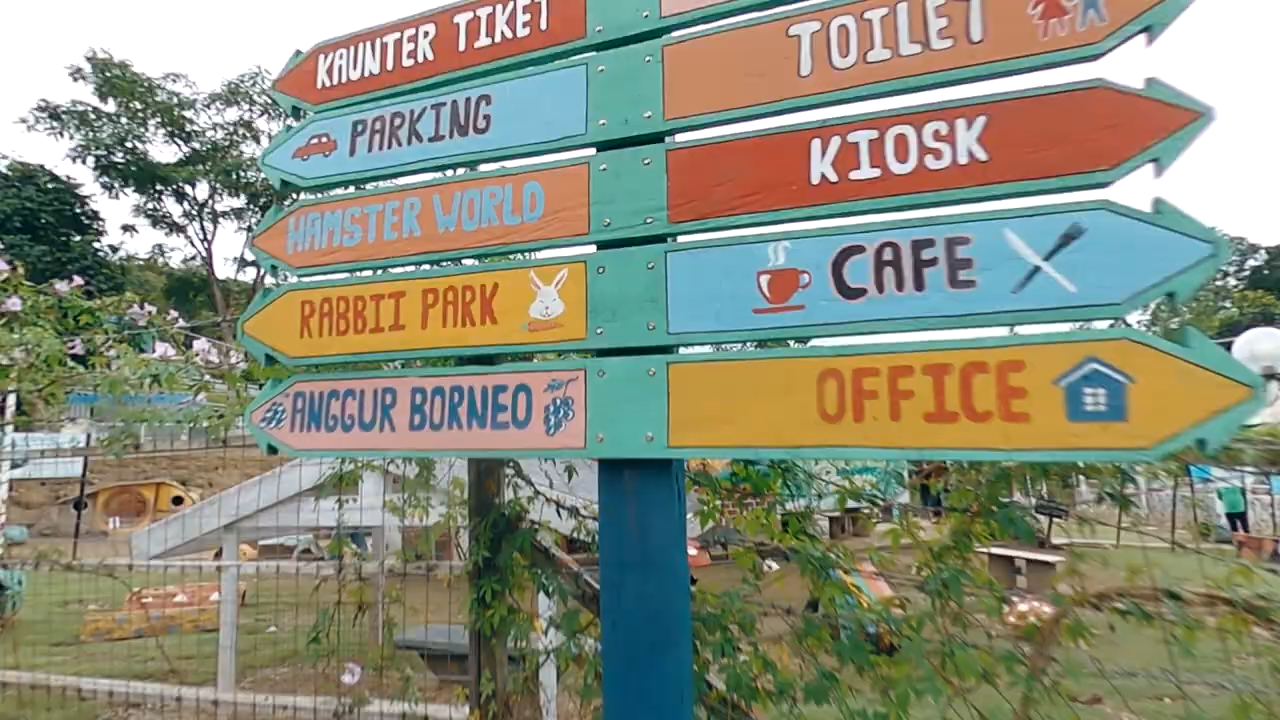 KAUNTER TIKET
PARKING
HAMSTER WORLD
RABBIT PARK
ANGGUR BORNEO
TOILET
KIOSK
CAFE
OFFICE